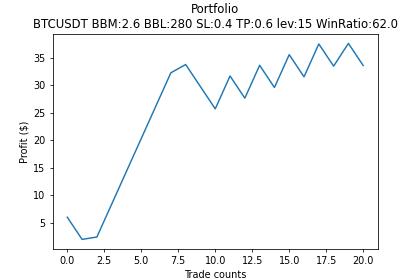 Portfolio
BTCUSDT BBM:2.6 BBL:280 SL:0.4 TP:0.6 lev:15 WinRatio:62.0
35
30
25
20
15
10
5
Profit ($)
0.0 2.5 5.0 7.5 10.0 12.5 15.0 17.5 20.0
Trade counts